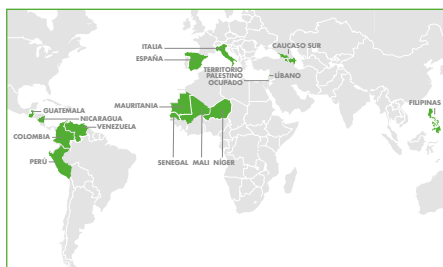 ITALIA
CAUCASO SUR
ESPAÑA
TERRITORIO
PALESTINO
OCUPADO
LÍBANO
GUATEMALA
MAURITANIA
FILIPINAS
NICARAGUA
VENEZUELA
COLOMBIA
PERÚ
SENEGAL
MALI
NÍGER